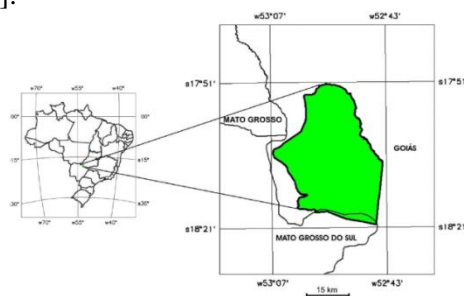 ].
w70° w55° w40°
00°
00°
-15°
-15°
-30°
s30°
w70° w55° w40°
w53°07' w52°43'
s17°51' s17°51'
MATO GROSSO
GOIÁS
MATO GROSSO DO SUL
s18°21' s18°21'
w53°07' w52°43'
15 km